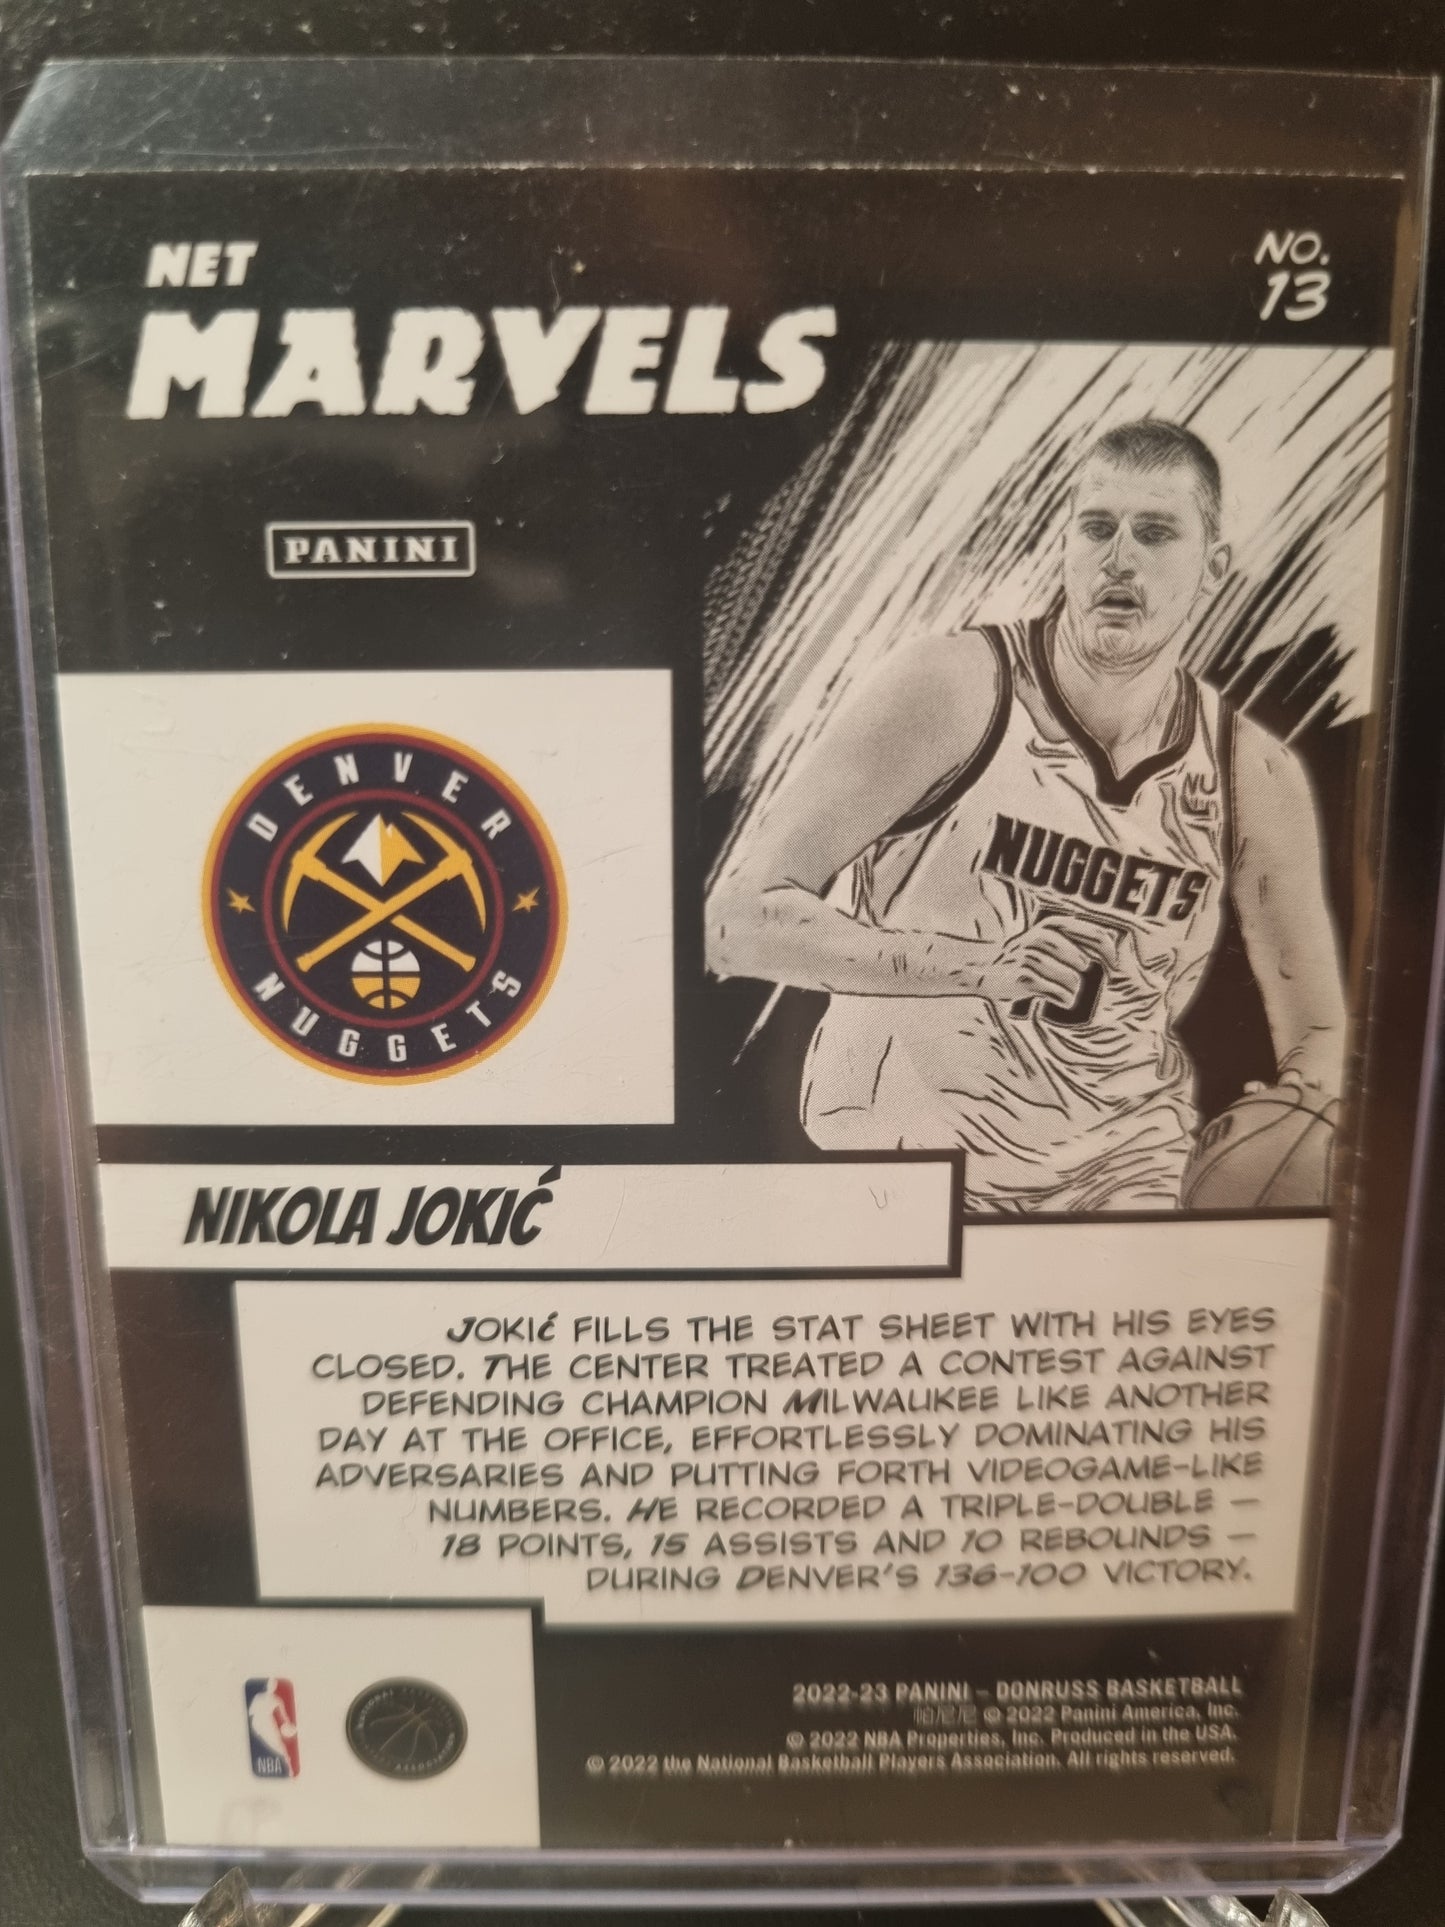 NET
MARVELS
NO.
13
PANINI
DENVER
NUGGETS
NUGGETS
NIKOLA JOKIĆ
JOKIĆ FILLS THE STAT SHEET WITH HIS EYES
CLOSED. THE CENTER TREATED A CONTEST AGAINST
DEFENDING CHAMPION MILWAUKEE LIKE ANOTHER
DAY AT THE OFFICE, EFFORTLESSLY DOMINATING HIS
ADVERSARIES AND PUTTING FORTH VIDEOGAME-LIKE
NUMBERS. HE RECORDED A TRIPLE-DOUBLE —
18 POINTS, 15 ASSISTS AND 10 REBOUNDS —
DURING DENVER'S 136-100 VICTORY.
NBA
2022-23 PANINI – DONRUSS BASKETBALL
© 2022 Panini America, Inc.
© 2022 NBA Properties, Inc. Produced in the USA.
© 2022 the National Basketball Players Association. All rights reserved.